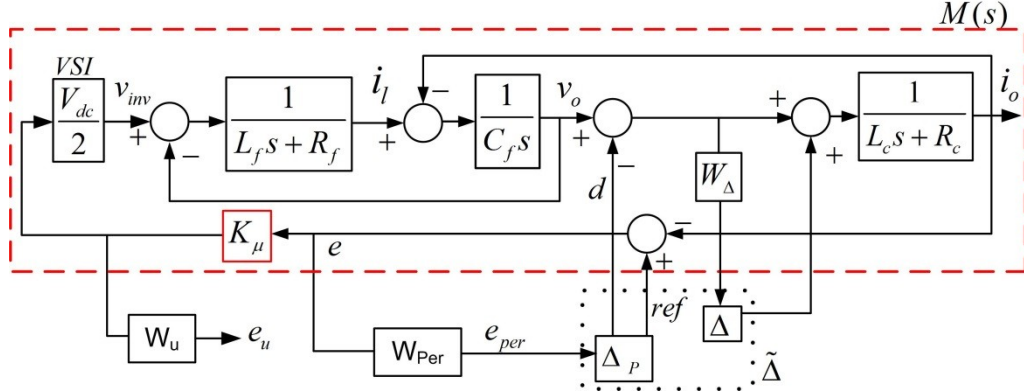 M(s)
VSI
V_dc / 2
v_inv
+
−
1 / (L_f s + R_f)
i_l
+
−
1 / (C_f s)
v_o
+
−
d
W_Δ
+
+
1 / (L_c s + R_c)
i_o
K_μ
e
−
+
ref
W_u
e_u
W_Per
e_per
Δ_P
Δ
Δ̃